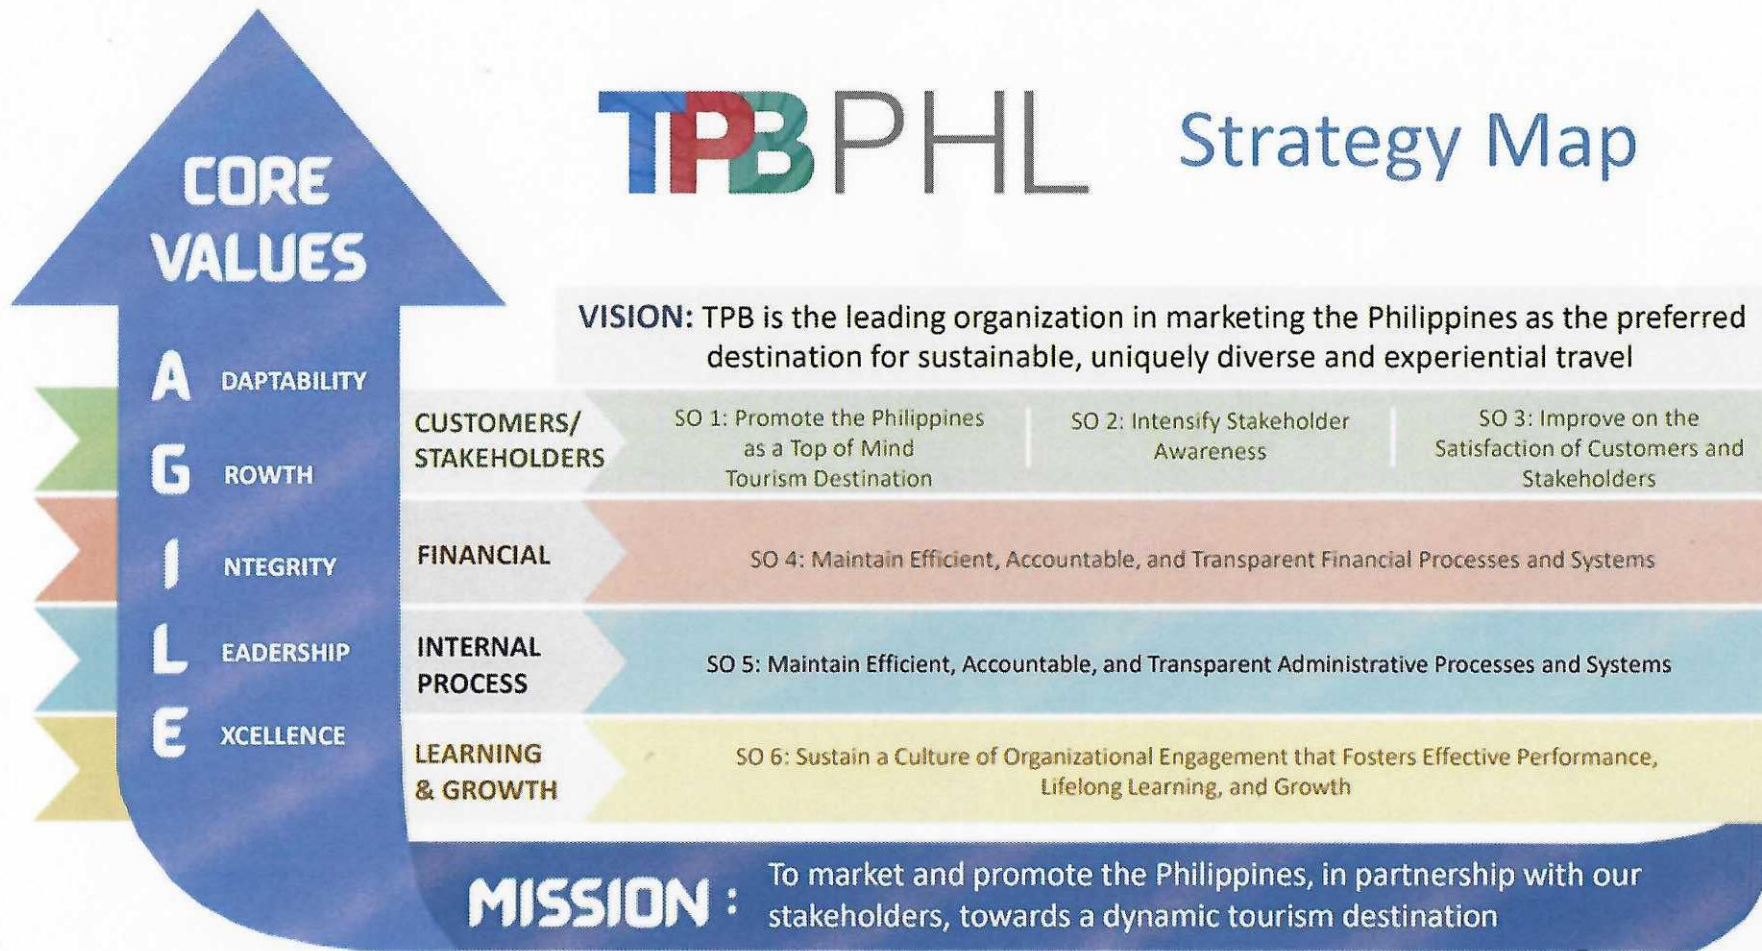 TPBPHL Strategy Map
CORE
VALUES
VISION: TPB is the leading organization in marketing the Philippines as the preferred
destination for sustainable, uniquely diverse and experiential travel
ADAPTABILITY
GROWTH
INTEGRITY
LEADERSHIP
EXCELLENCE
CUSTOMERS/
STAKEHOLDERS
SO 1: Promote the Philippines
as a Top of Mind
Tourism Destination
SO 2: Intensify Stakeholder
Awareness
SO 3: Improve on the
Satisfaction of Customers and
Stakeholders
FINANCIAL
SO 4: Maintain Efficient, Accountable, and Transparent Financial Processes and Systems
INTERNAL
PROCESS
SO 5: Maintain Efficient, Accountable, and Transparent Administrative Processes and Systems
LEARNING
& GROWTH
SO 6: Sustain a Culture of Organizational Engagement that Fosters Effective Performance,
Lifelong Learning, and Growth
MISSION :
To market and promote the Philippines, in partnership with our
stakeholders, towards a dynamic tourism destination